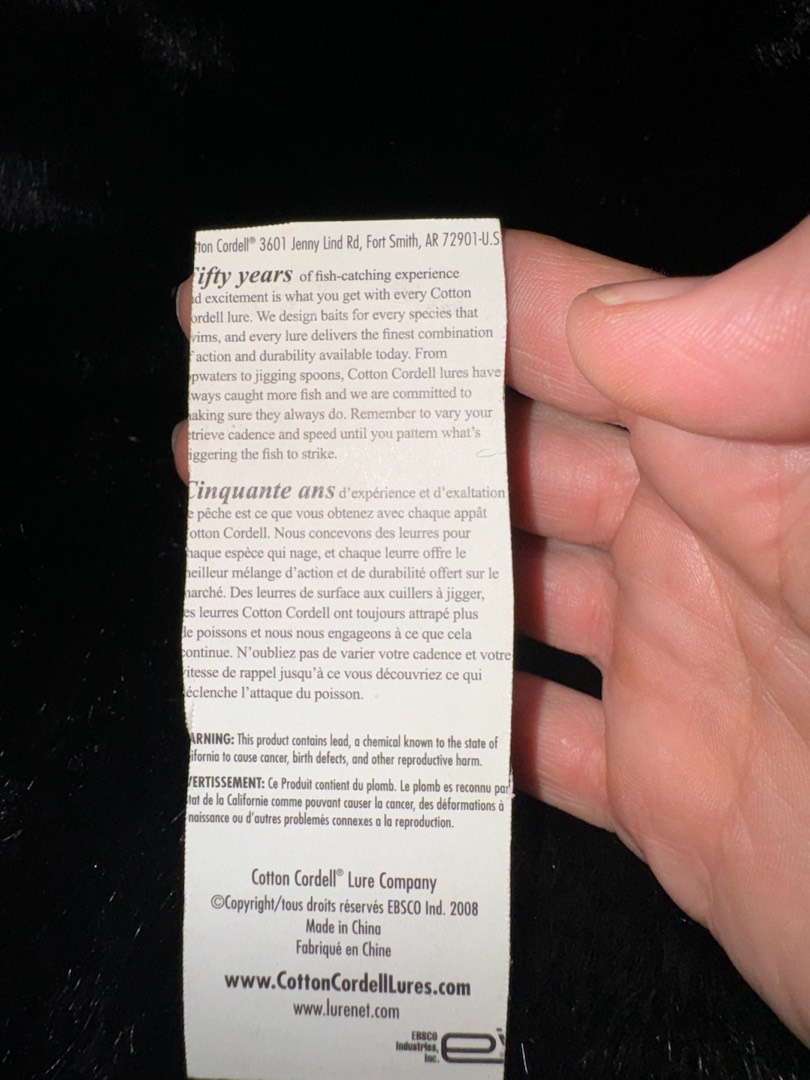 ton Cordell® 3601 Jenny Lind Rd, Fort Smith, AR 72901-U.S
ifty years of fish-catching experience
d excitement is what you get with every Cotton
ordell lure. We design baits for every species that
vims, and every lure delivers the finest combination
action and durability available today. From
pwaters to jigging spoons, Cotton Cordell lures have
ways caught more fish and we are committed to
aking sure they always do. Remember to vary your
etrieve cadence and speed until you pattern what's
iggering the fish to strike.
Cinquante ans d'expérience et d'exaltation
e pêche est ce que vous obtenez avec chaque appât
otton Cordell. Nous concevons des leurres pour
haque espèce qui nage, et chaque leurre offre le
eilleur mélange d'action et de durabilité offert sur le
arché. Des leurres de surface aux cuillers à jigger,
es leurres Cotton Cordell ont toujours attrapé plus
de poissons et nous nous engageons à ce que cela
continue. N'oubliez pas de varier votre cadence et votre
vitesse de rappel jusqu'à ce vous découvriez ce qui
éclenche l'attaque du poisson.
ARNING: This product contains lead, a chemical known to the state of
ifornia to cause cancer, birth defects, and other reproductive harm.
VERTISSEMENT: Ce Produit contient du plomb. Le plomb es reconnu par
tat de la Californie comme pouvant causer la cancer, des déformations à
naissance ou d'autres problemés connexes a la reproduction.
Cotton Cordell® Lure Company
©Copyright/tous droits réservés EBSCO Ind. 2008
Made in China
Fabriqué en Chine
www.CottonCordellLures.com
www.lurenet.com
EBSCO
Industries,
Inc.